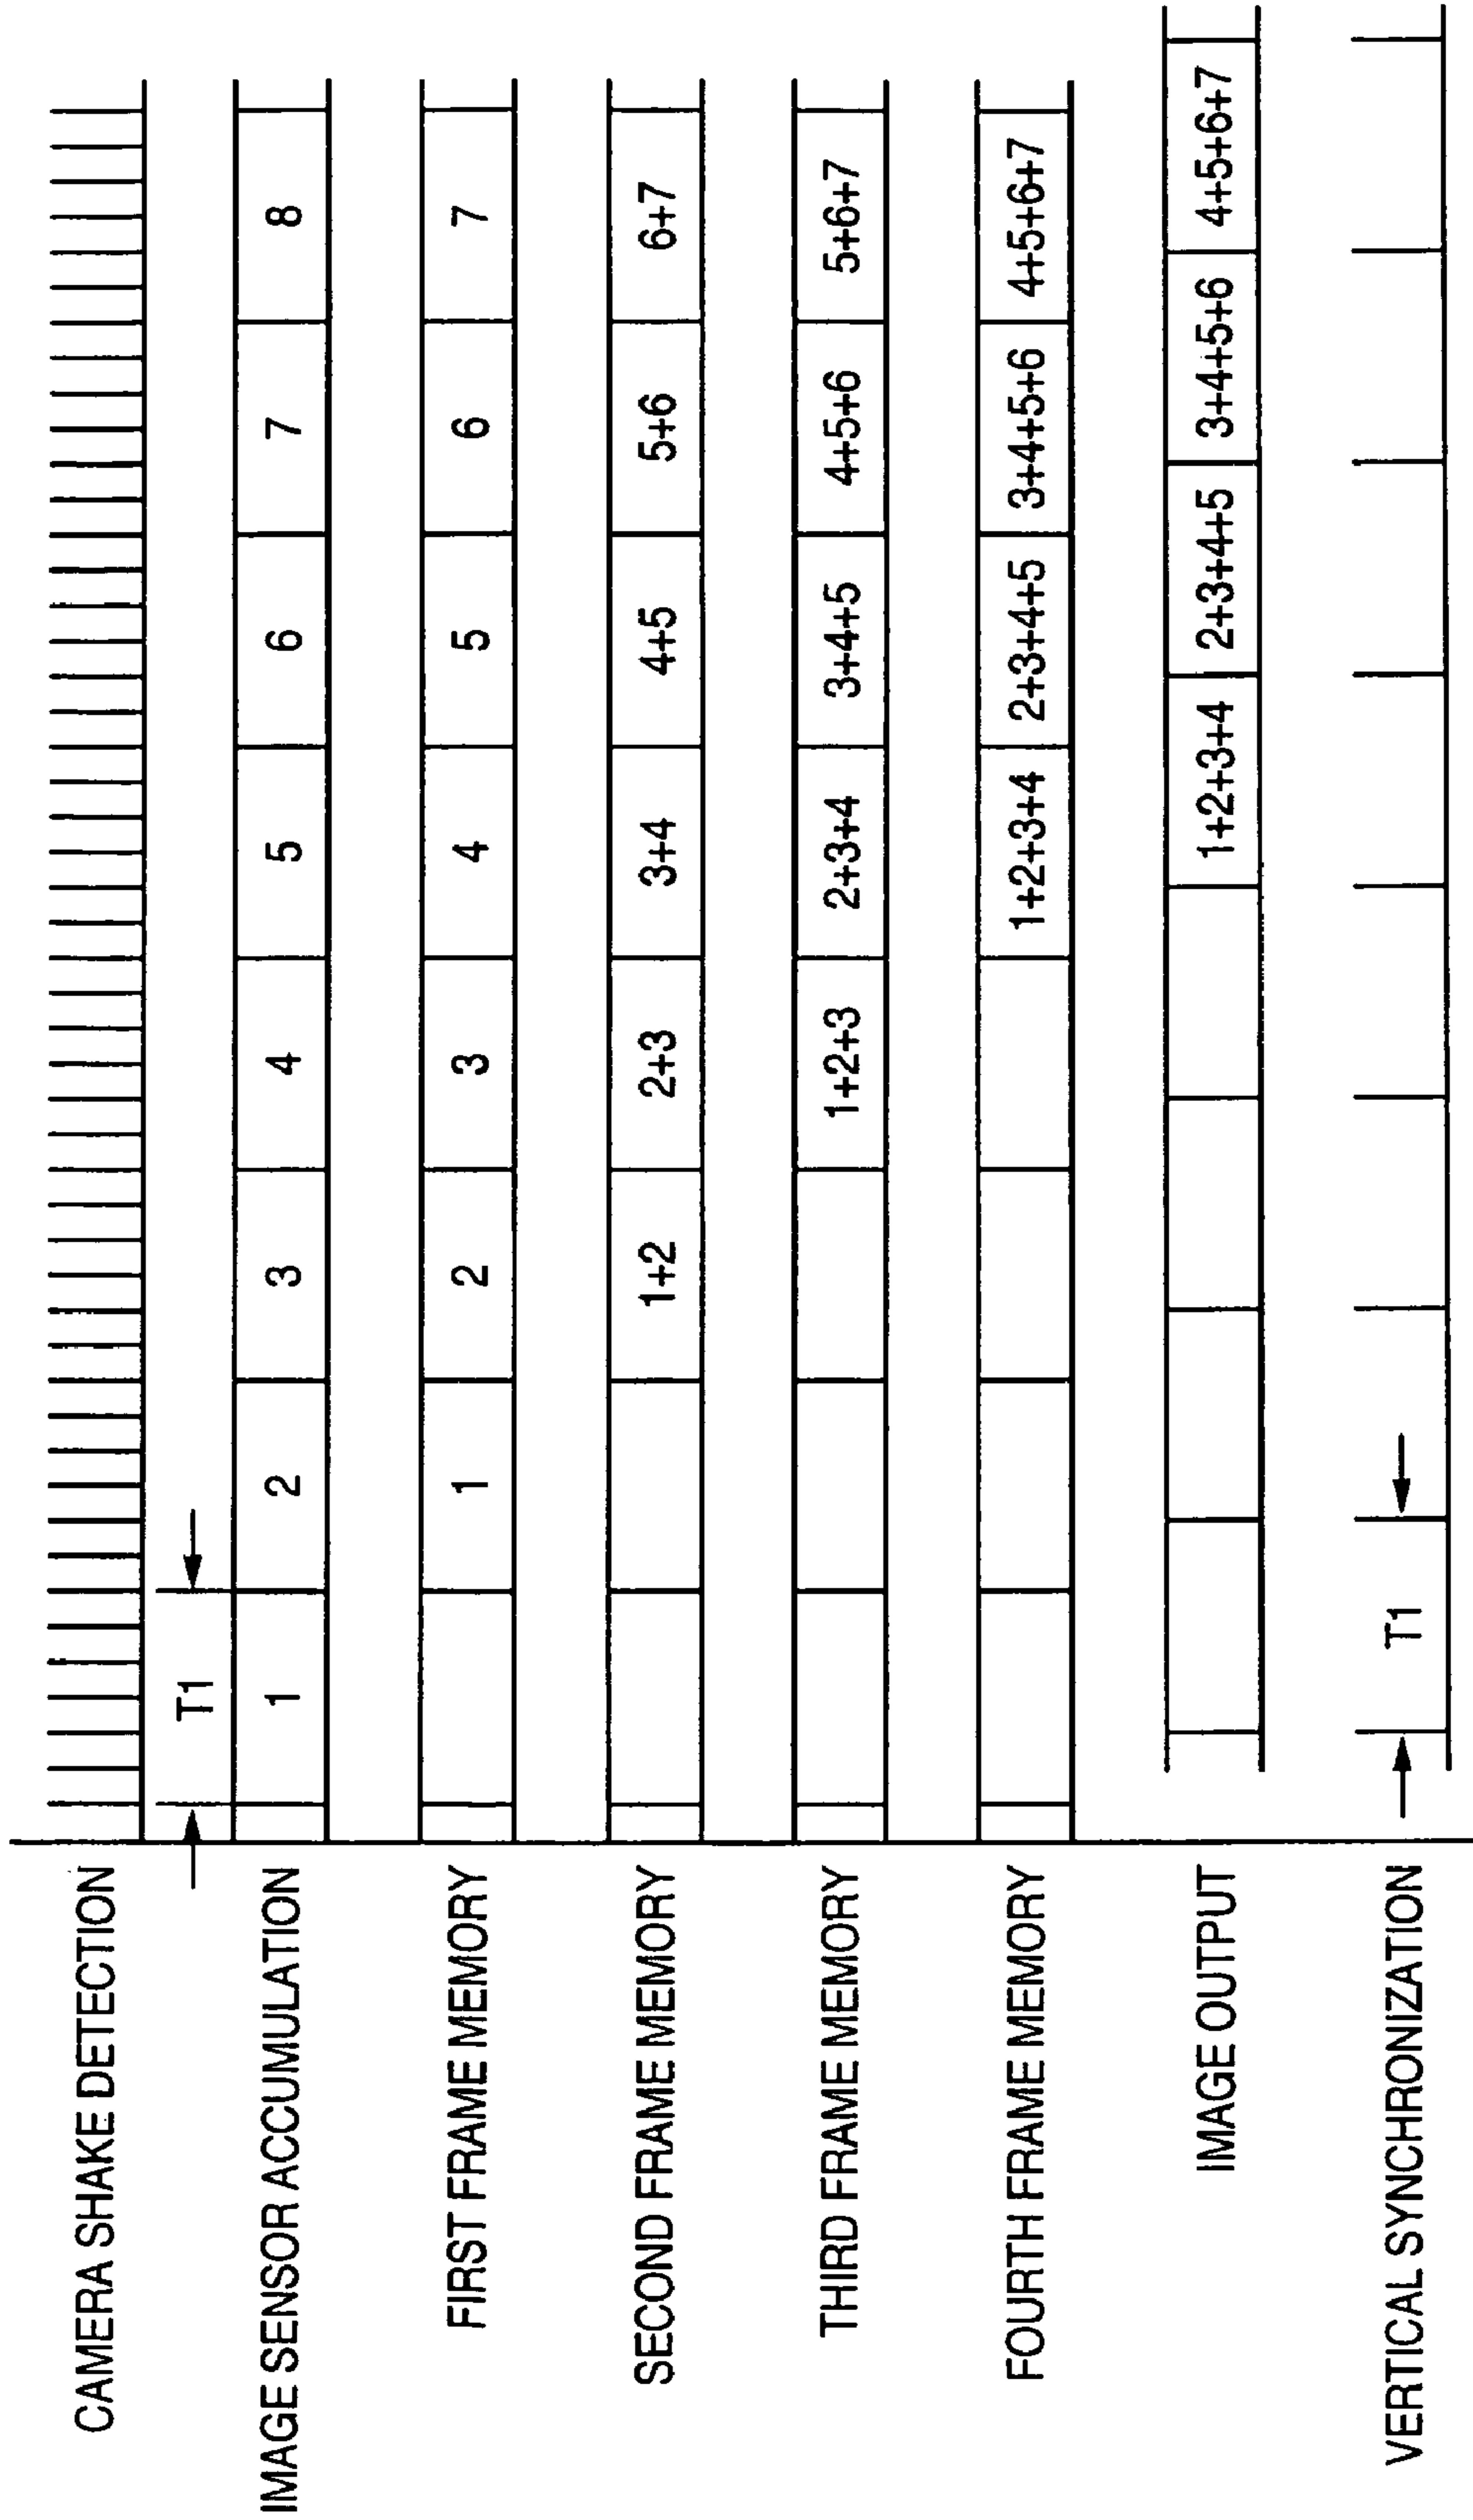 CAMERA SHAKE DETECTION
T1
IMAGE SENSOR ACCUMULATION 1 2 3 4 5 6 7 8
FIRST FRAME MEMORY 1 2 3 4 5 6 7
SECOND FRAME MEMORY 1+2 2+3 3+4 4+5 5+6 6+7
THIRD FRAME MEMORY 1+2+3 2+3+4 3+4+5 4+5+6 5+6+7
FOURTH FRAME MEMORY 1+2+3+4 2+3+4+5 3+4+5+6 4+5+6+7
IMAGE OUTPUT 1+2+3+4 2+3+4+5 3+4+5+6 4+5+6+7
VERTICAL SYNCHRONIZATION T1